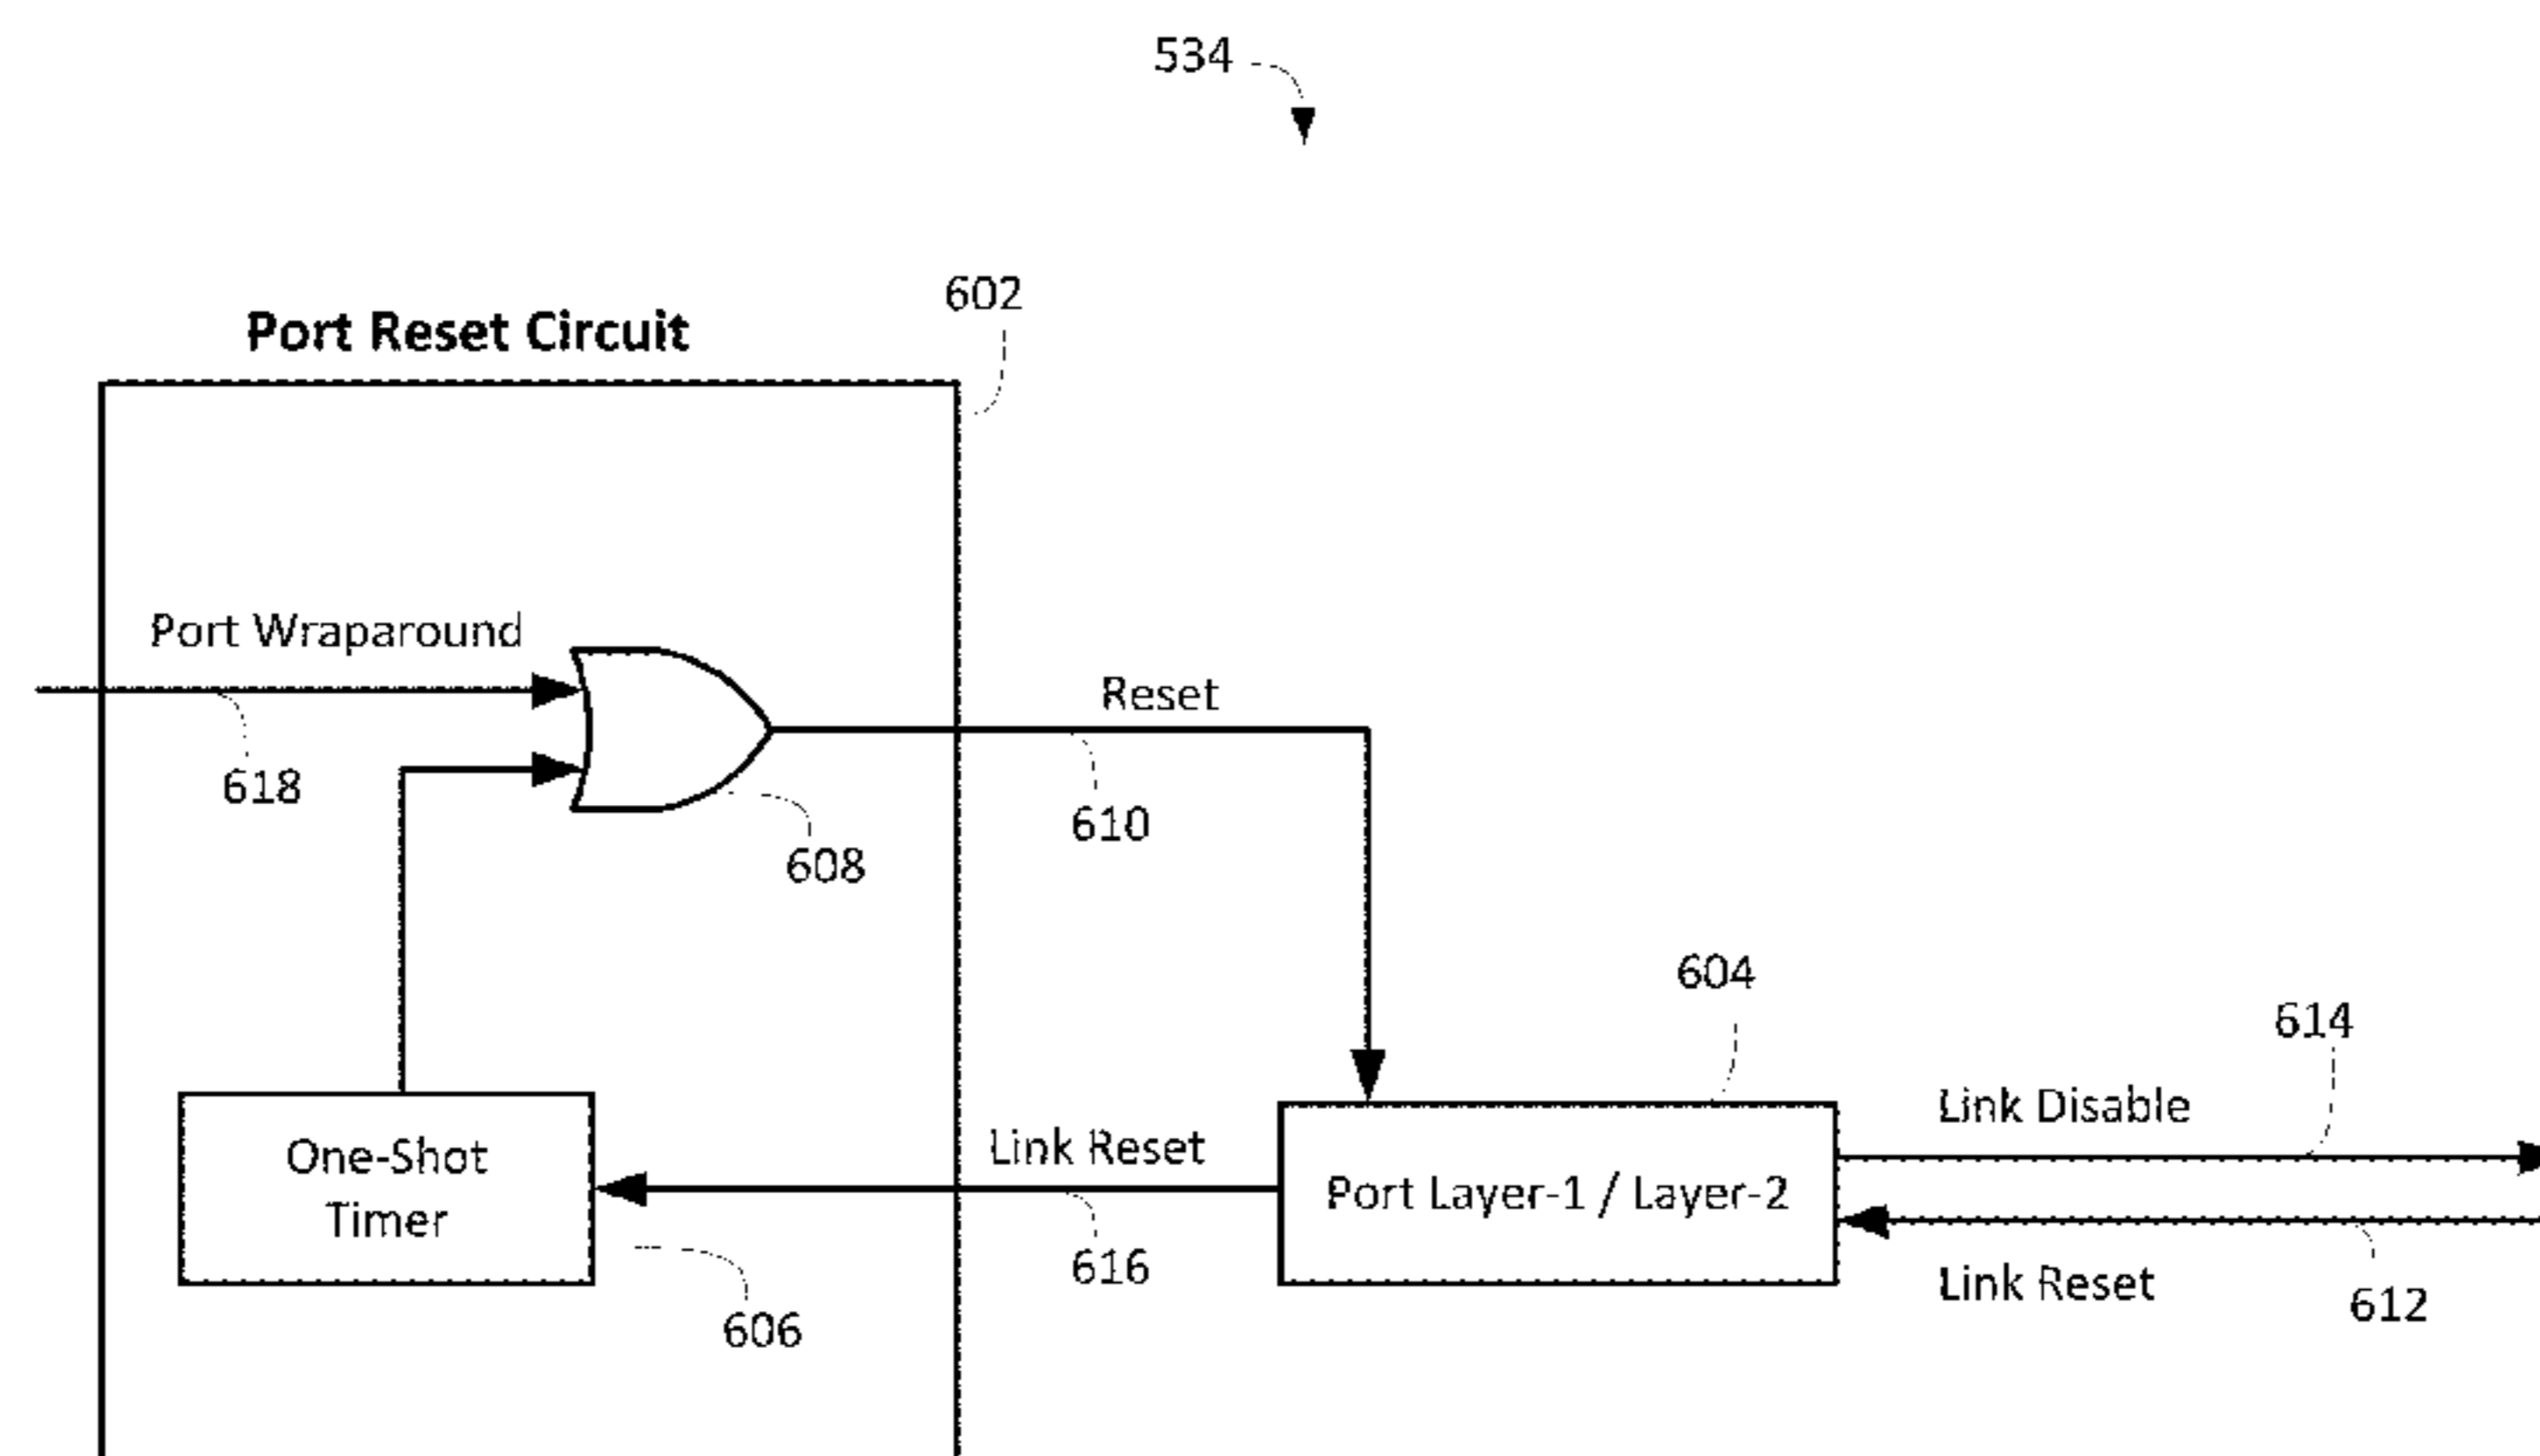 534
602
Port Reset Circuit
Port Wraparound
Reset
618
610
608
604
614
Link Disable
Link Reset
One-Shot
Timer
Port Layer-1 / Layer-2
616
Link Reset
612
606